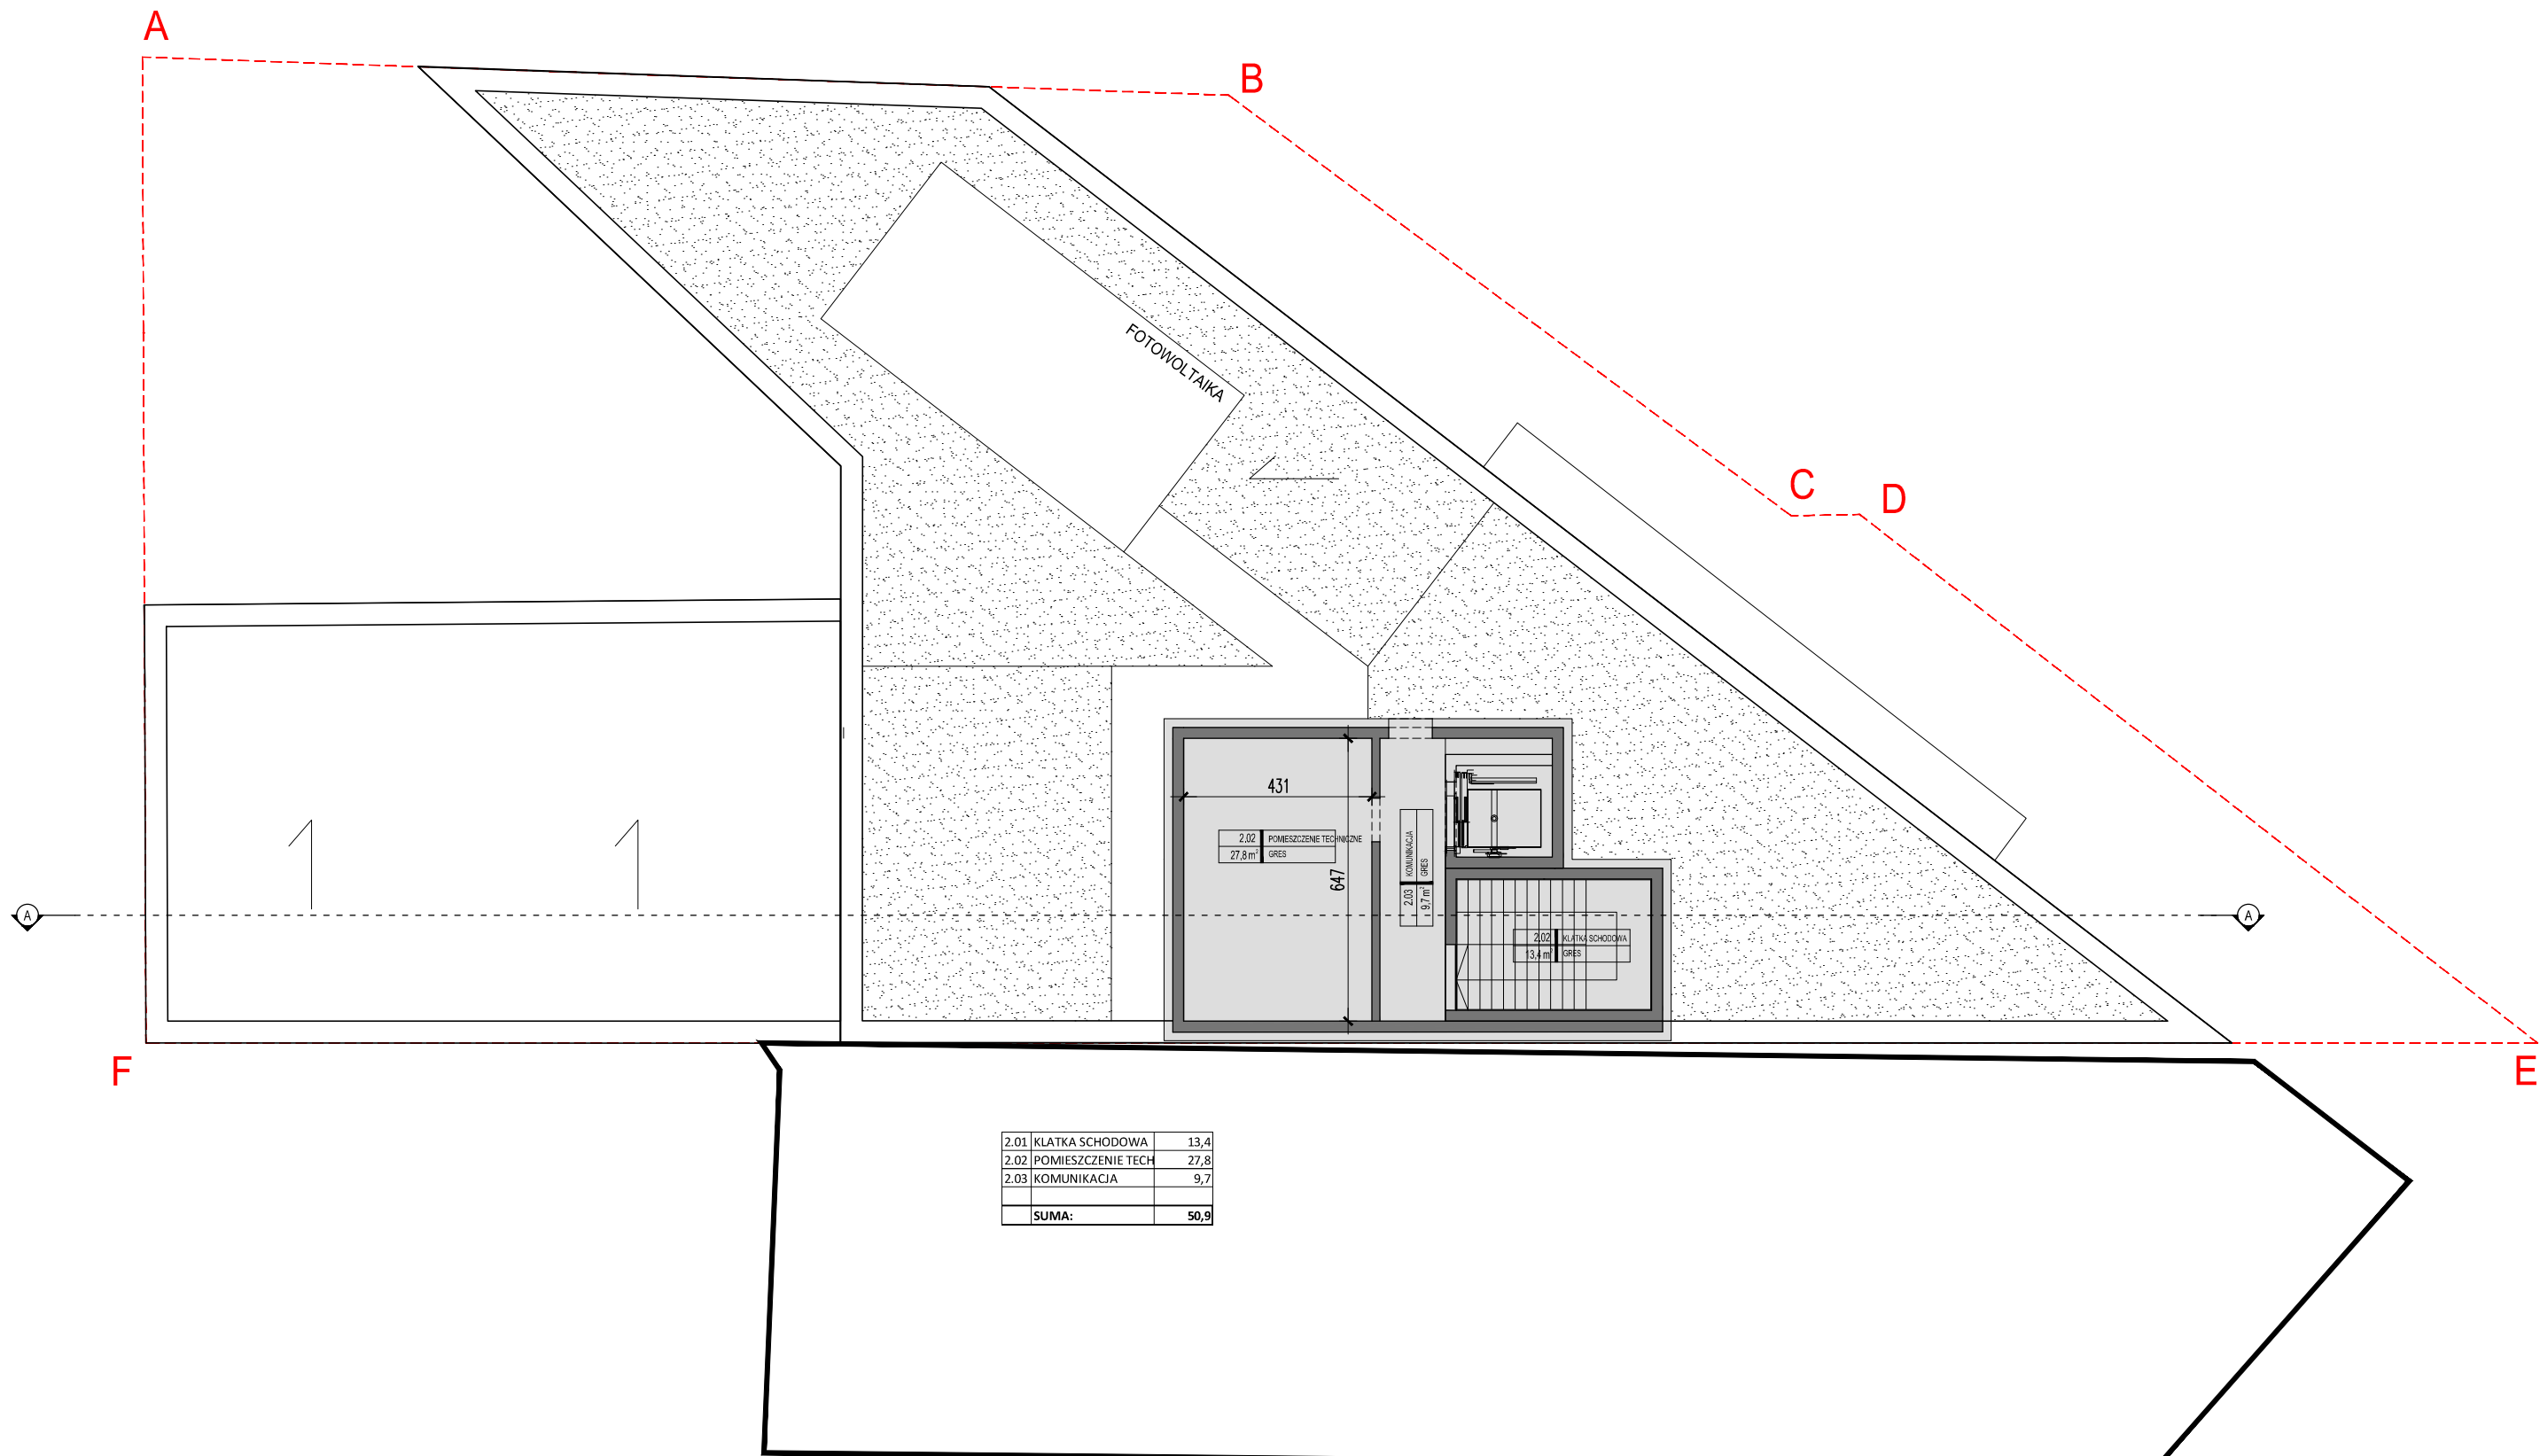 A
B
FOTOWOLTAIKA
C
D
431
647
2.02 POMIESZCZENIE TECHNICZNE
27,8 m² GRES
2.03 KOMUNIKACJA
9,7 m² GRES
A
A
2.02 KLATKA SCHODOWA
13,4 m² GRES
F
E
2.01 KLATKA SCHODOWA 13,4
2.02 POMIESZCZENIE TECH 27,8
2.03 KOMUNIKACJA 9,7
SUMA: 50,9